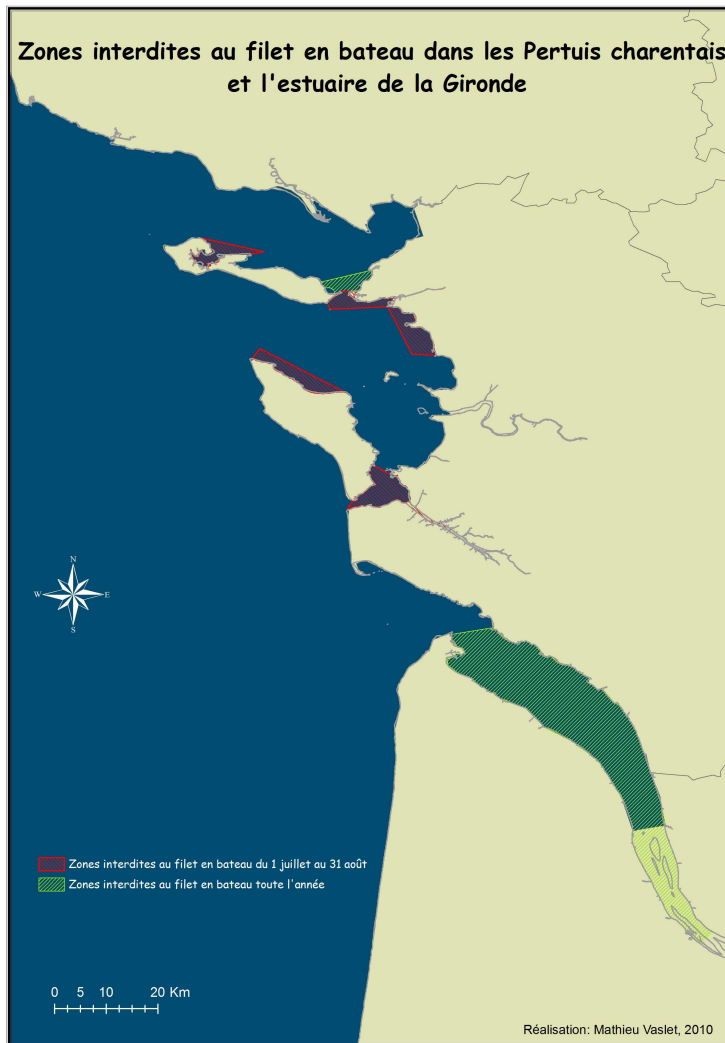 Zones interdites au filet en bateau dans les Pertuis charentais
et l'estuaire de la Gironde
N
W
E
S
Zones interdites au filet en bateau du 1 juillet au 31 août
Zones interdites au filet en bateau toute l'année
0 5 10 20 Km
Réalisation: Mathieu Vaslet, 2010